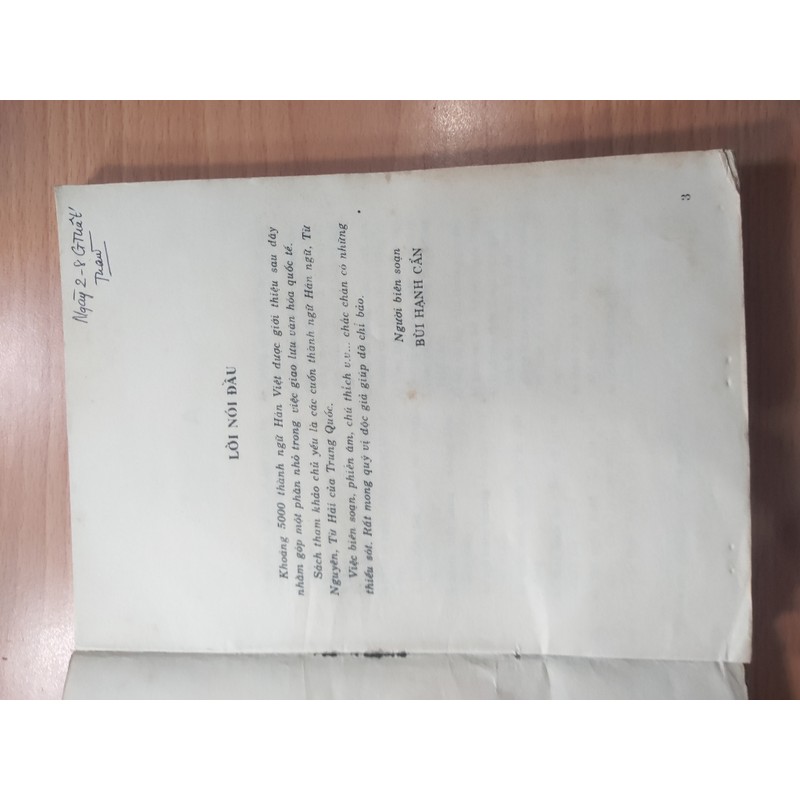 Ngày 2-8 G.Tuất
LỜI NÓI ĐẦU
Khoảng 5000 thành ngữ Hán Việt được giới thiệu sau đây
nhằm góp một phần nhỏ trong việc giao lưu văn hóa quốc tế.
Sách tham khảo chủ yếu là các cuốn thành ngữ Hán ngữ, Từ
Nguyên, Từ Hải của Trung Quốc.
Việc biên soạn, phiên âm, chú thích v.v... chắc chắn có những
thiếu sót. Rất mong quý vị độc giả giúp đỡ chỉ bảo.
Người biên soạn
BÙI HẠNH CẨN
3